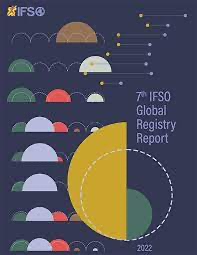 IFSO
7th IFSO
Global
Registry
Report
2022